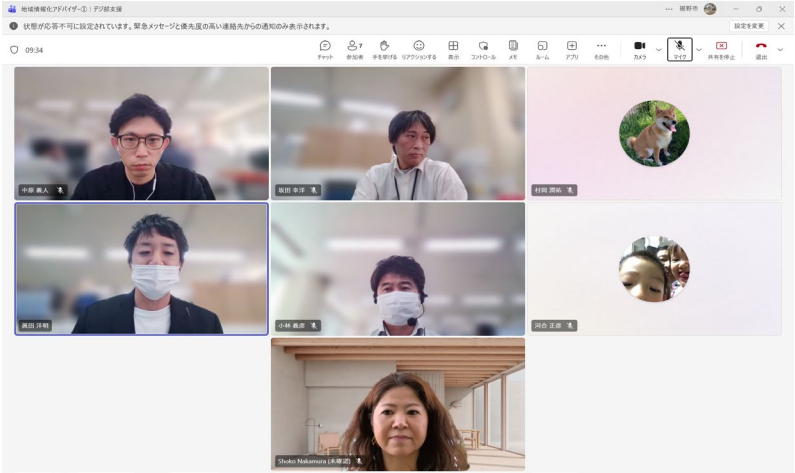 地域情報化アドバイザー① | デジ部支援
裾野市
状態が応答不可に設定されています。緊急メッセージと優先度の高い連絡先からの通知のみ表示されます。
設定を変更
09:34
7
チャット 参加者 手を挙げる リアクションする 表示 コントロール メモ ルーム アプリ その他 カメラ マイク 共有を停止 退出
中原 義人
坂田 幸洋
村岡 潤祐
眞田 洋明
小林 義彦
河合 正彦
Shoko Nakamura (未確認)